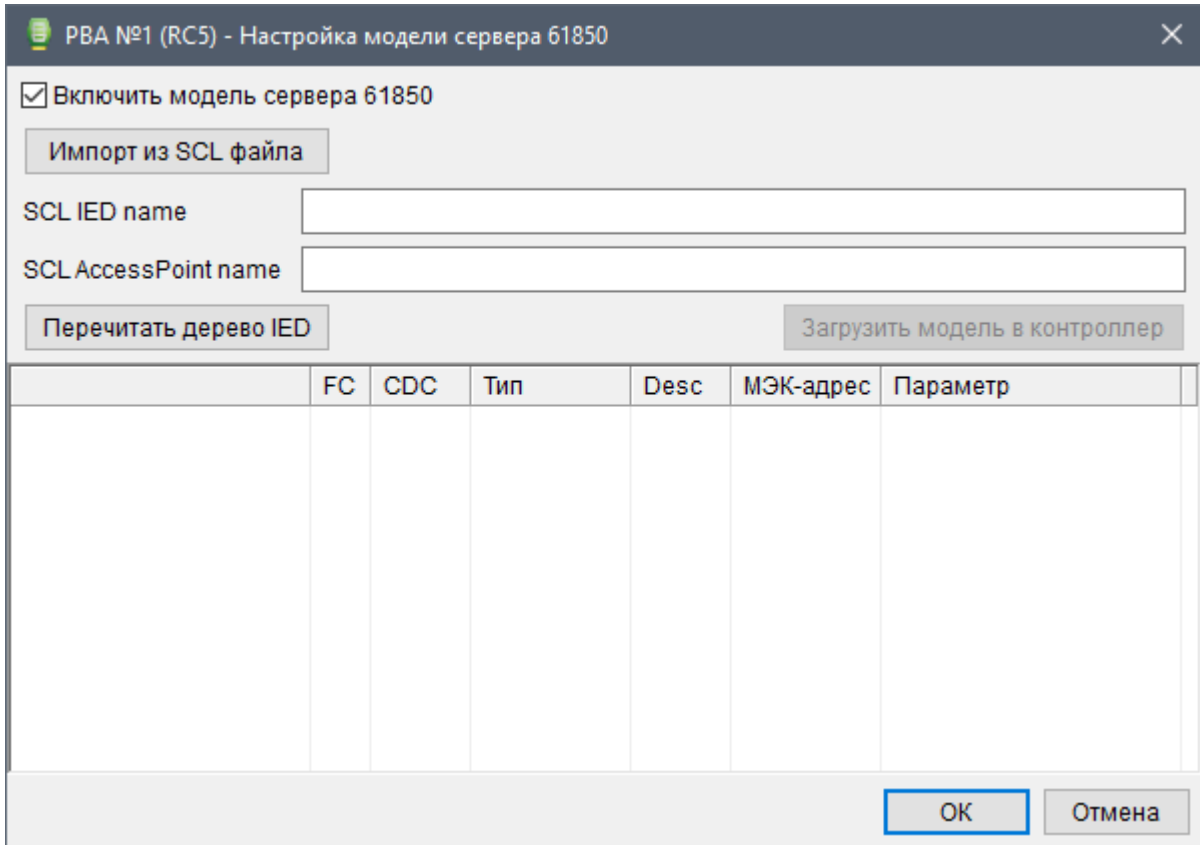 РВА №1 (RC5) - Настройка модели сервера 61850
Включить модель сервера 61850
Импорт из SCL файла
SCL IED name
SCL AccessPoint name
Перечитать дерево IED
Загрузить модель в контроллер
FC CDC Тип Desc МЭК-адрес Параметр
ОК Отмена